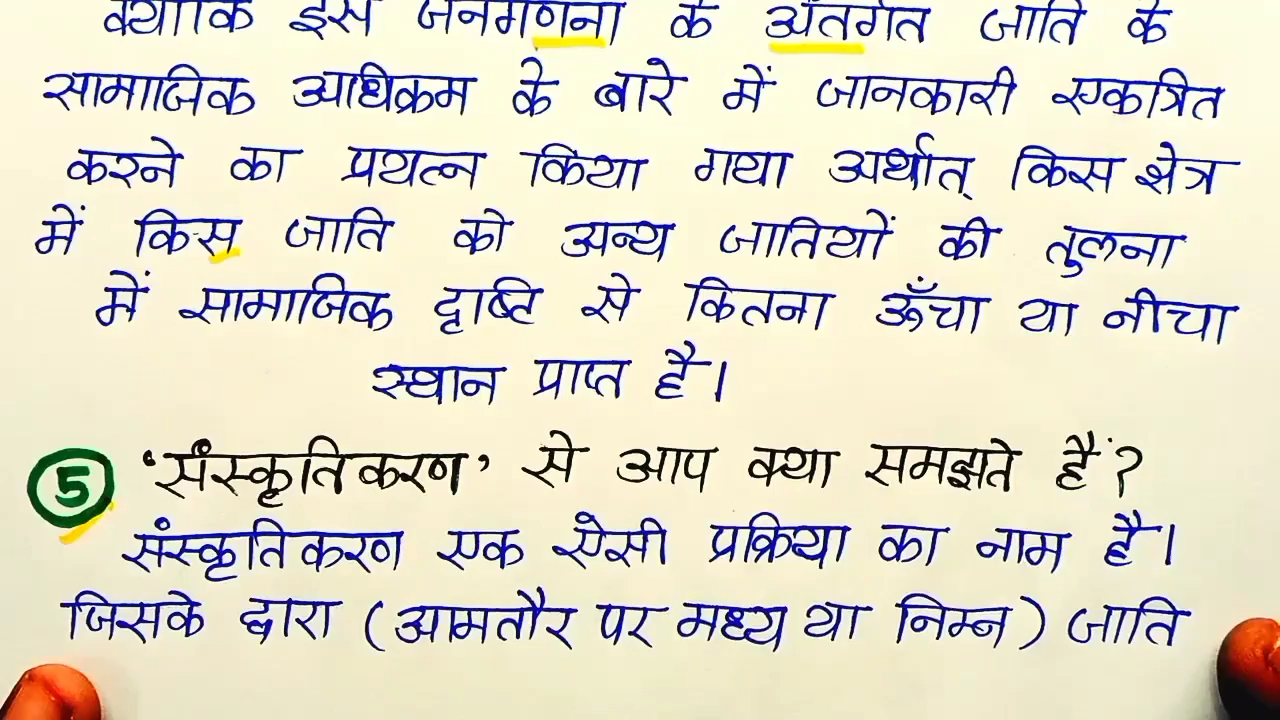 क्योंकि इस जनगणना के अंतर्गत जाति के
सामाजिक अधिक्रम के बारे में जानकारी एकत्रित
करने का प्रयत्न किया गया अर्थात् किस क्षेत्र
में किस जाति को अन्य जातियों की तुलना
में सामाजिक दृष्टि से कितना ऊँचा या नीचा
स्थान प्राप्त है।
5 'संस्कृतिकरण' से आप क्या समझते हैं?
संस्कृतिकरण एक ऐसी प्रक्रिया का नाम है।
जिसके द्वारा (आमतौर पर मध्य या निम्न) जाति